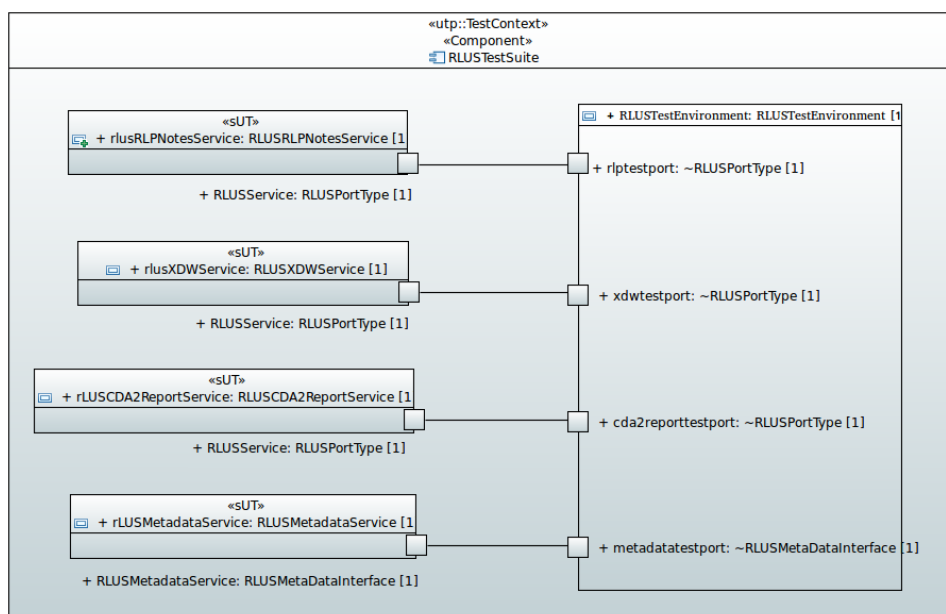 «utp::TestContext»
«Component»
RLUSTestSuite
«sUT»
+ rlusRLPNotesService: RLUSRLPNotesService [1
+ RLUSService: RLUSPortType [1]
+ RLUSTestEnvironment: RLUSTestEnvironment [1
+ rlptestport: ~RLUSPortType [1]
«sUT»
+ rlusXDWService: RLUSXDWService [1]
+ RLUSService: RLUSPortType [1]
+ xdwtestport: ~RLUSPortType [1]
«sUT»
+ rLUSCDA2ReportService: RLUSCDA2ReportService [1
+ RLUSService: RLUSPortType [1]
+ cda2reporttestport: ~RLUSPortType [1]
«sUT»
+ rLUSMetadataService: RLUSMetadataService [1
+ RLUSMetadataService: RLUSMetaDataInterface [1]
+ metadatatestport: ~RLUSMetaDataInterface [1]